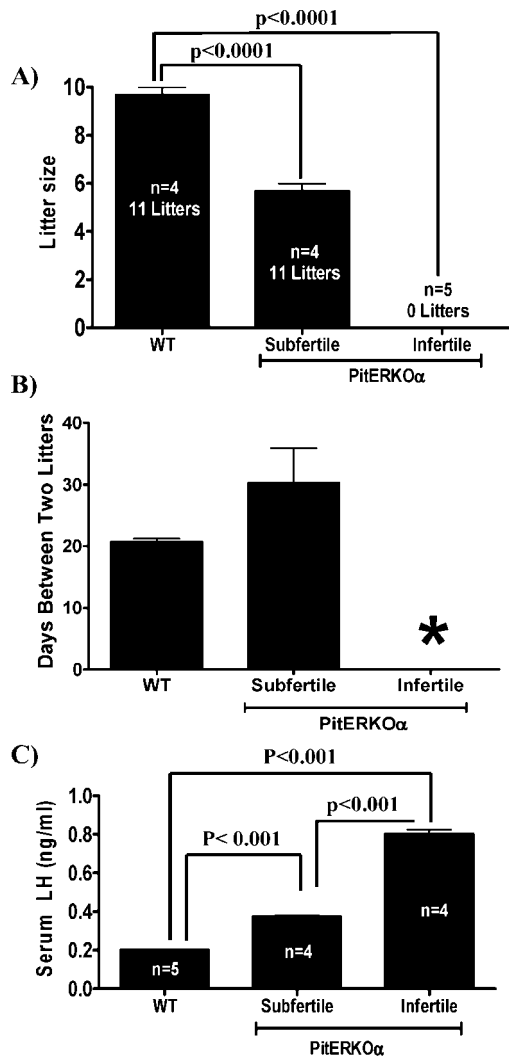 p<0.0001
p<0.0001
A)
10
8
6
4
2
0
Litter size
n=4
11 Litters
n=4
11 Litters
n=5
0 Litters
WT
Subfertile
Infertile
PitERKOα
B)
40
30
20
10
0
Days Between Two Litters
*
WT
Subfertile
Infertile
PitERKOα
C)
P<0.001
p<0.001
P< 0.001
1.0
0.8
0.6
0.4
0.2
0.0
Serum LH (ng/ml)
n=5
n=4
n=4
WT
Subfertile
Infertile
PitERKOα